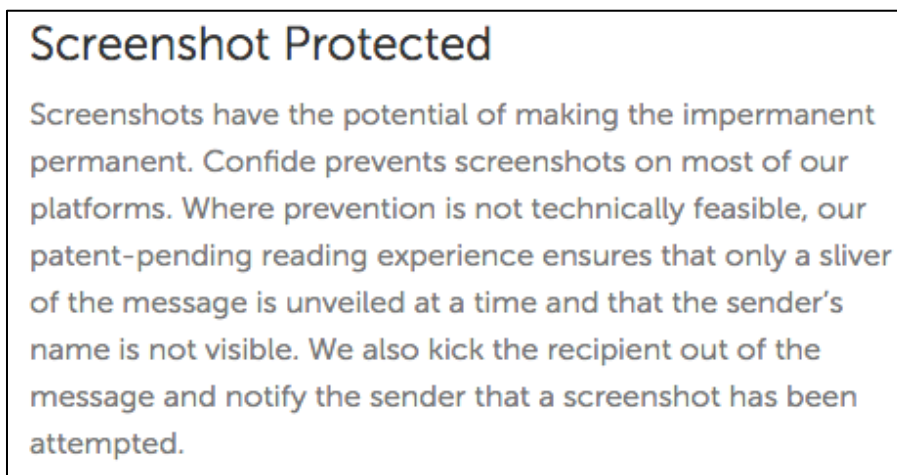 Screenshot Protected
Screenshots have the potential of making the impermanent
permanent. Confide prevents screenshots on most of our
platforms. Where prevention is not technically feasible, our
patent-pending reading experience ensures that only a sliver
of the message is unveiled at a time and that the sender’s
name is not visible. We also kick the recipient out of the
message and notify the sender that a screenshot has been
attempted.